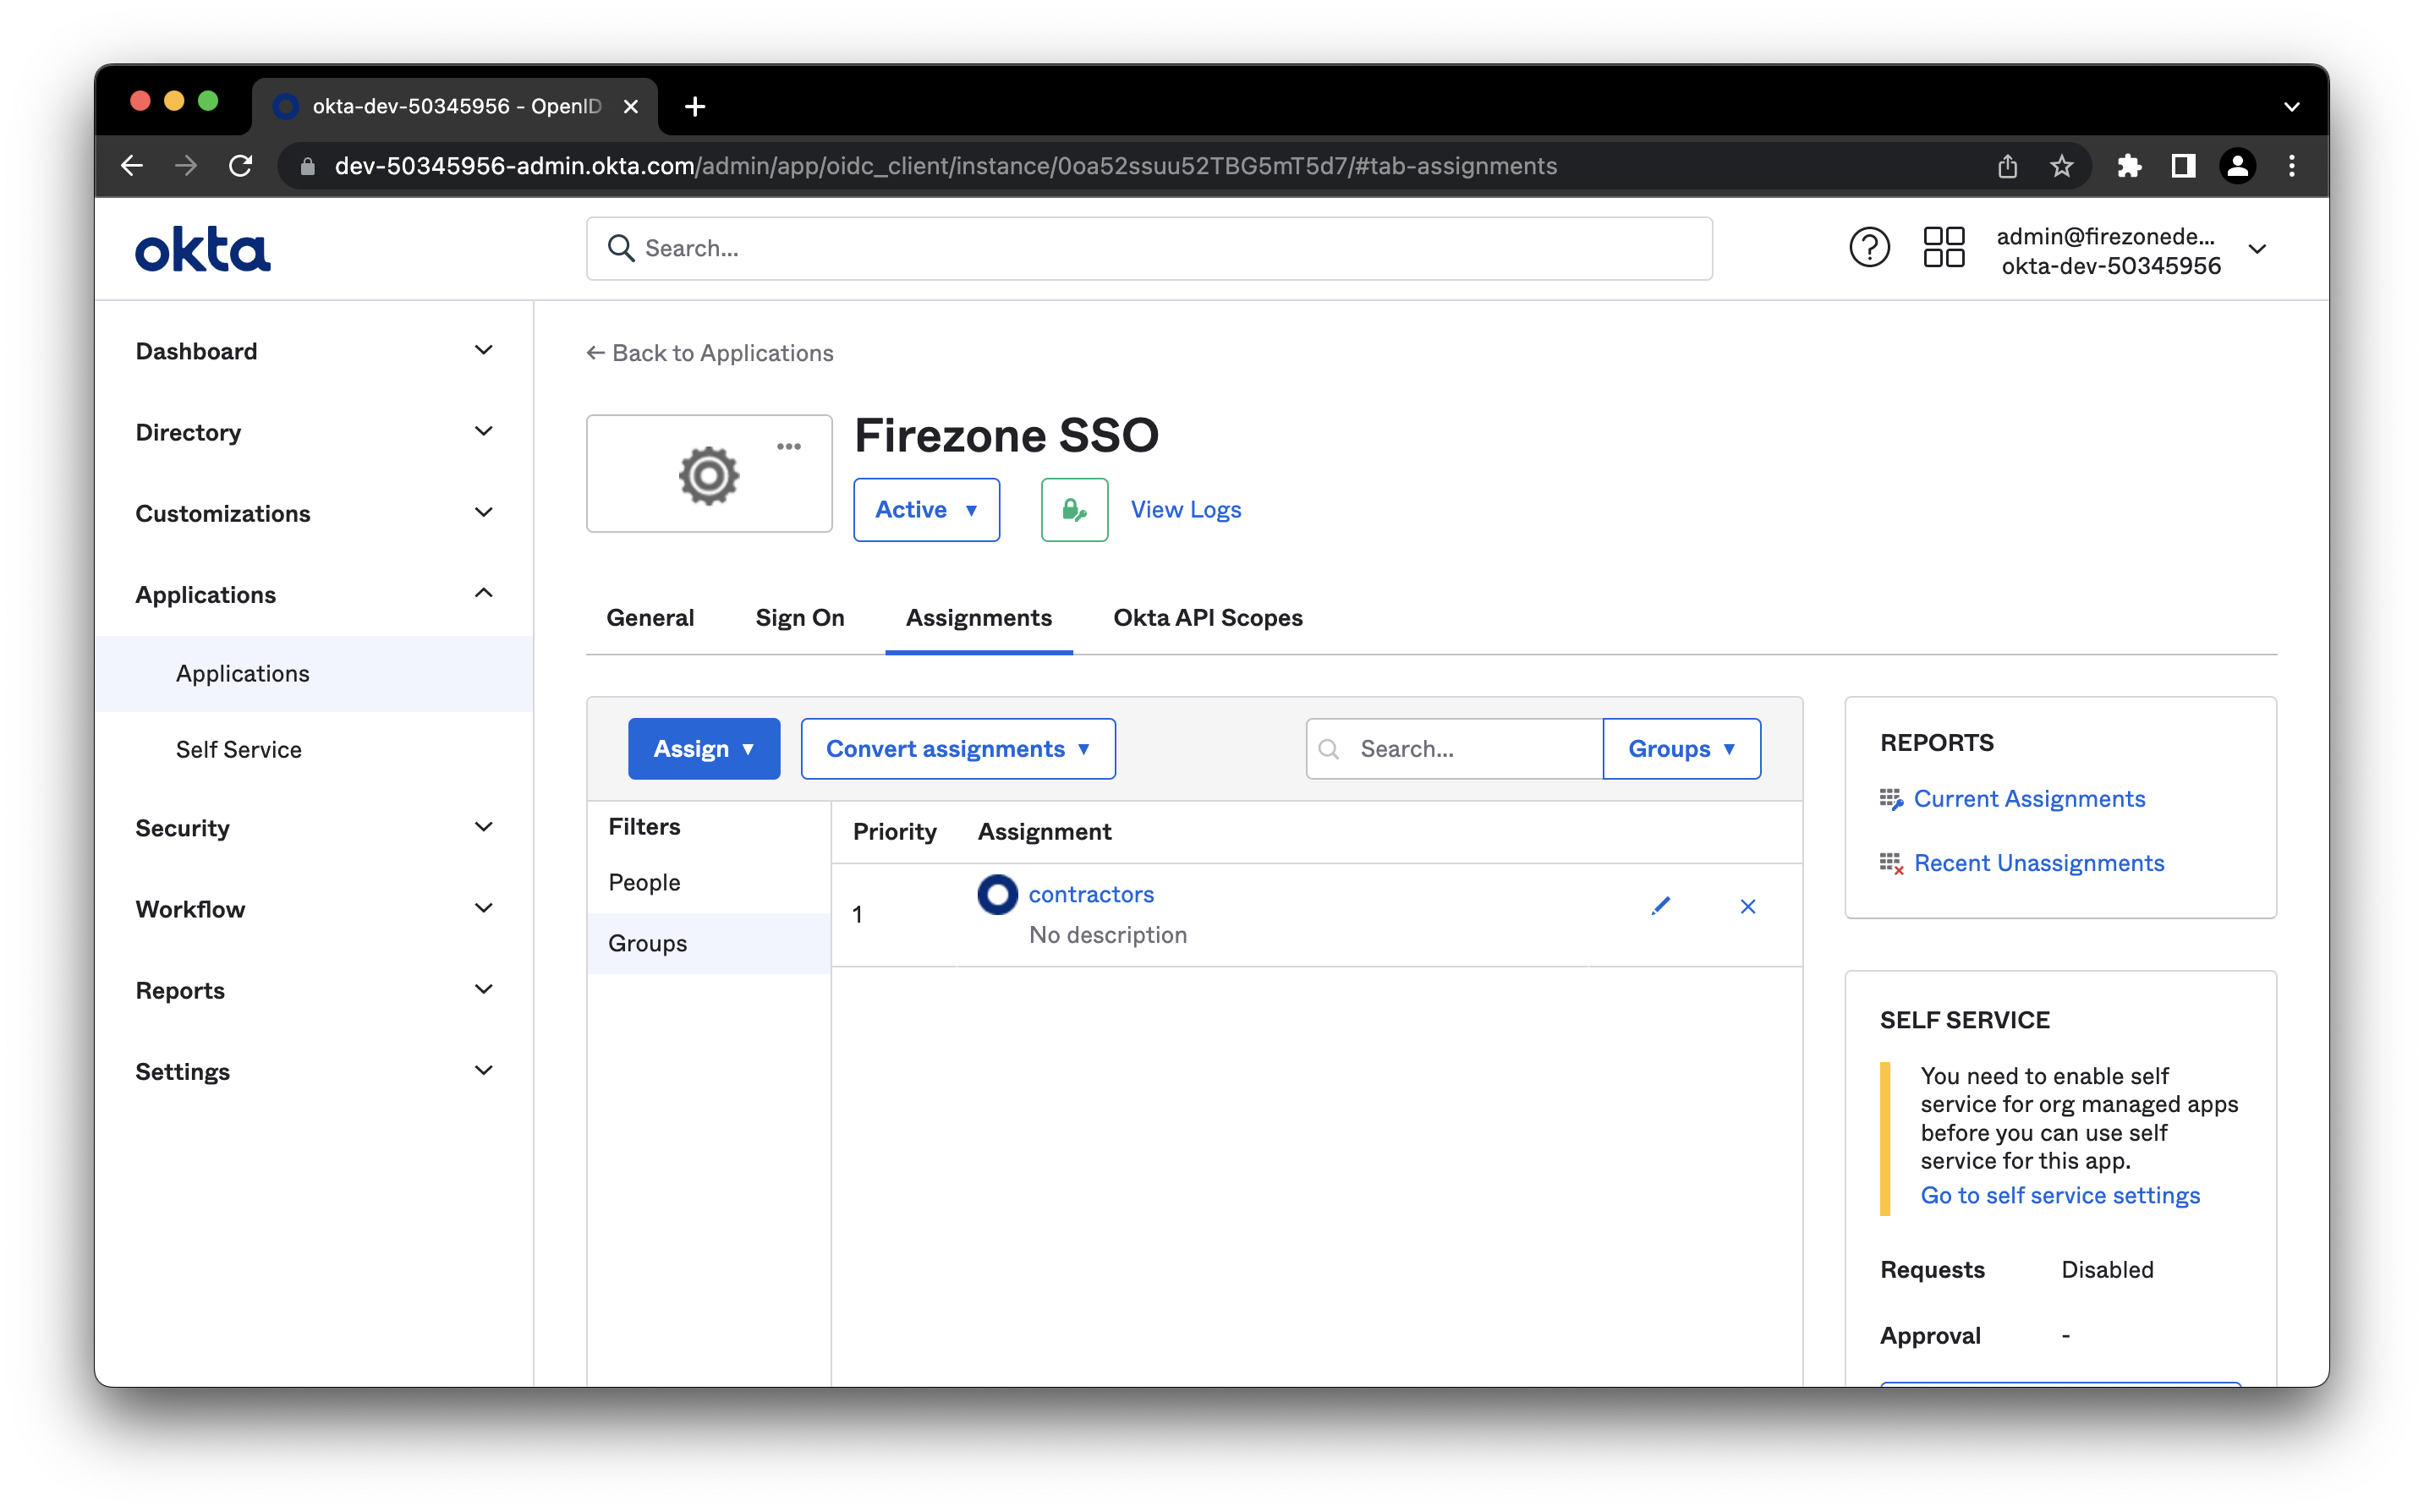 okta-dev-50345956 - OpenID
dev-50345956-admin.okta.com/admin/app/oidc_client/instance/0oa52ssuu52TBG5mT5d7/#tab-assignments
okta
Search...
admin@firezonede...
okta-dev-50345956
Dashboard
Directory
Customizations
Applications
Applications
Self Service
Security
Workflow
Reports
Settings
← Back to Applications
Firezone SSO
Active
View Logs
General
Sign On
Assignments
Okta API Scopes
Assign
Convert assignments
Search...
Groups
Filters
People
Groups
Priority
Assignment
1
contractors
No description
REPORTS
Current Assignments
Recent Unassignments
SELF SERVICE
You need to enable self
service for org managed apps
before you can use self
service for this app.
Go to self service settings
Requests
Disabled
Approval
-